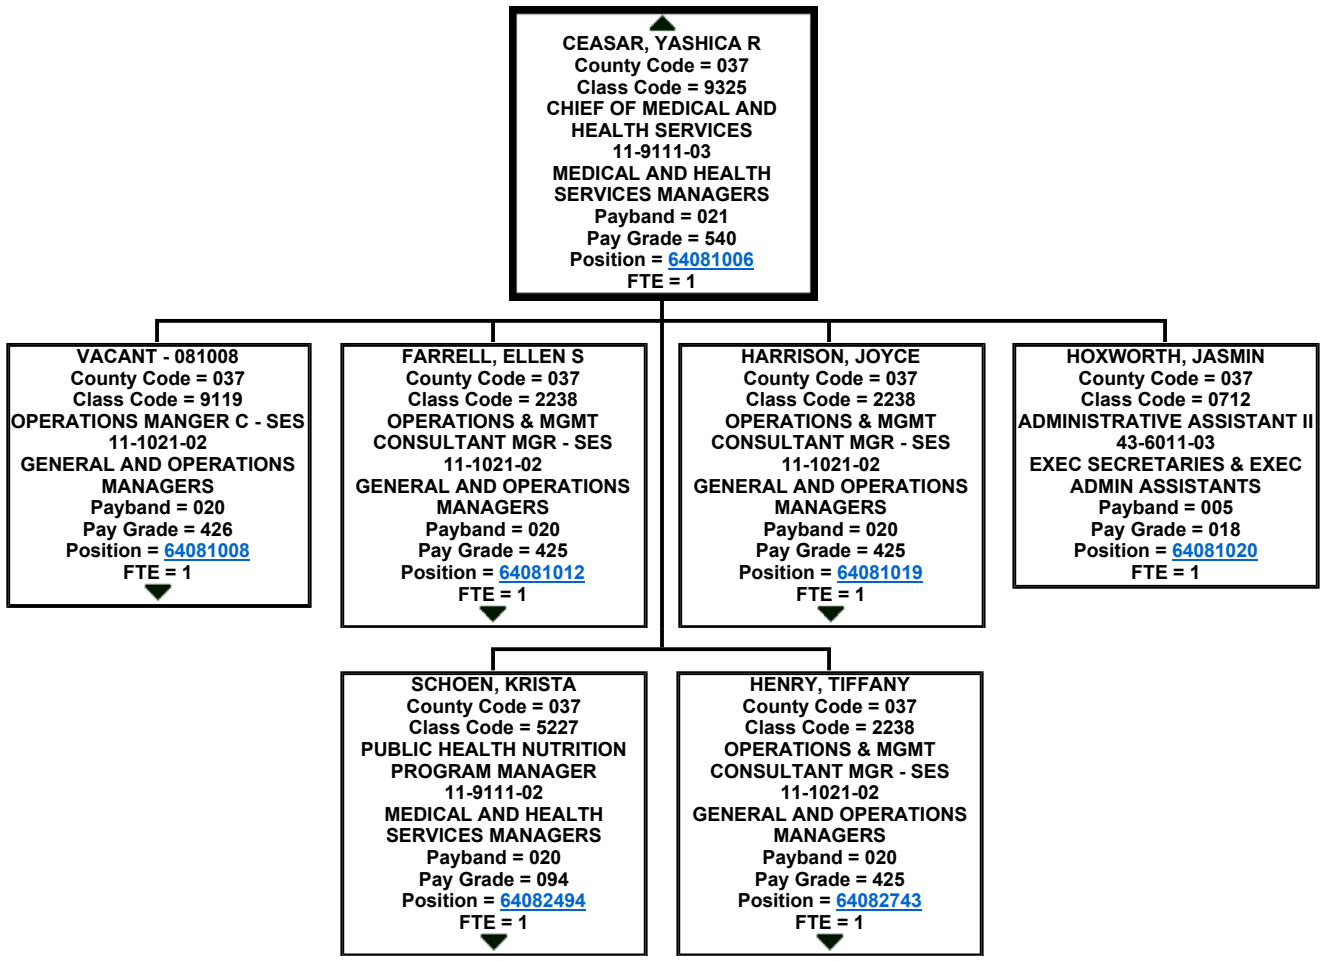 CEASAR, YASHICA R
County Code = 037
Class Code = 9325
CHIEF OF MEDICAL AND
HEALTH SERVICES
11-9111-03
MEDICAL AND HEALTH
SERVICES MANAGERS
Payband = 021
Pay Grade = 540
Position = 64081006
FTE = 1
VACANT - 081008
County Code = 037
Class Code = 9119
OPERATIONS MANGER C - SES
11-1021-02
GENERAL AND OPERATIONS
MANAGERS
Payband = 020
Pay Grade = 426
Position = 64081008
FTE = 1
FARRELL, ELLEN S
County Code = 037
Class Code = 2238
OPERATIONS & MGMT
CONSULTANT MGR - SES
11-1021-02
GENERAL AND OPERATIONS
MANAGERS
Payband = 020
Pay Grade = 425
Position = 64081012
FTE = 1
HARRISON, JOYCE
County Code = 037
Class Code = 2238
OPERATIONS & MGMT
CONSULTANT MGR - SES
11-1021-02
GENERAL AND OPERATIONS
MANAGERS
Payband = 020
Pay Grade = 425
Position = 64081019
FTE = 1
HOXWORTH, JASMIN
County Code = 037
Class Code = 0712
ADMINISTRATIVE ASSISTANT II
43-6011-03
EXEC SECRETARIES & EXEC
ADMIN ASSISTANTS
Payband = 005
Pay Grade = 018
Position = 64081020
FTE = 1
SCHOEN, KRISTA
County Code = 037
Class Code = 5227
PUBLIC HEALTH NUTRITION
PROGRAM MANAGER
11-9111-02
MEDICAL AND HEALTH
SERVICES MANAGERS
Payband = 020
Pay Grade = 094
Position = 64082494
FTE = 1
HENRY, TIFFANY
County Code = 037
Class Code = 2238
OPERATIONS & MGMT
CONSULTANT MGR - SES
11-1021-02
GENERAL AND OPERATIONS
MANAGERS
Payband = 020
Pay Grade = 425
Position = 64082743
FTE = 1